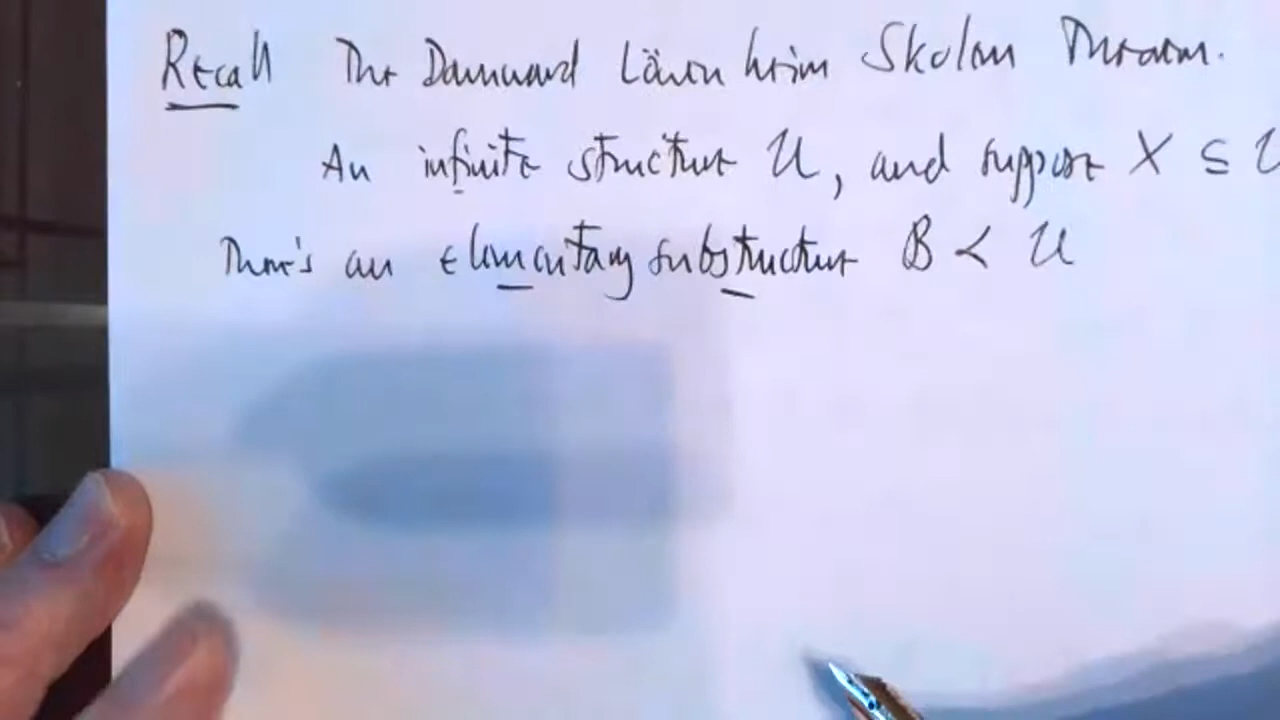 Recall The Downward Löwenheim Skolem Theorem.
An infinite structure U, and suppose X ⊆ U
There's an elementary substructure B ≺ U